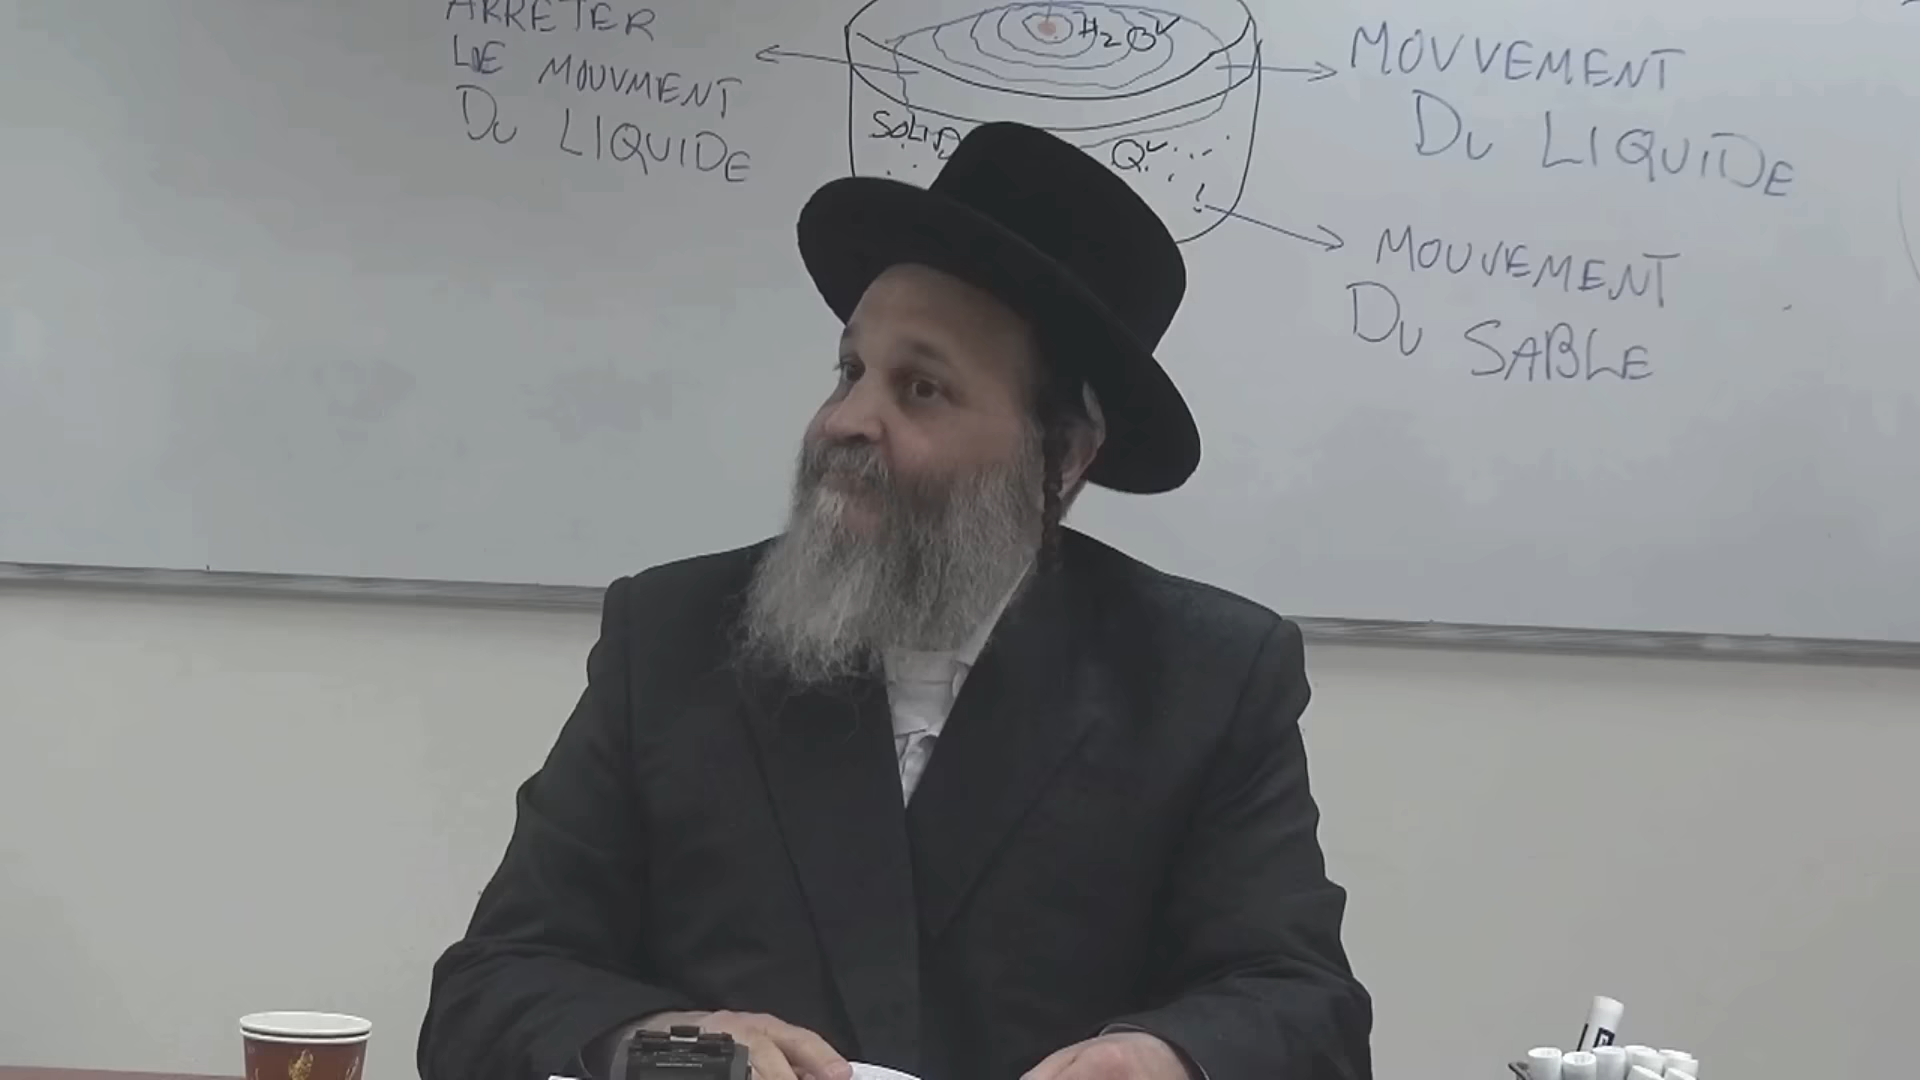 ARRETER
LE MOUVMENT
DU LIQUIDE
H2O
SOLID
MOUVEMENT
DU LIQUIDE
MOUVEMENT
DU SABLE